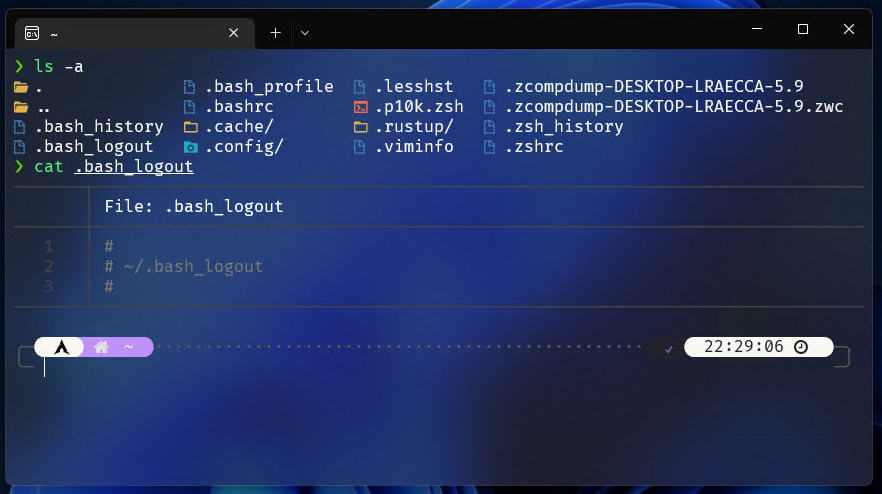 ~
ls -a
. .bash_profile .lesshst .zcompdump-DESKTOP-LRAECCA-5.9
.. .bashrc .p10k.zsh .zcompdump-DESKTOP-LRAECCA-5.9.zwc
.bash_history .cache/ .rustup/ .zsh_history
.bash_logout .config/ .viminfo .zshrc
cat .bash_logout
File: .bash_logout
1 #
2 # ~/.bash_logout
3 #
~ 22:29:06